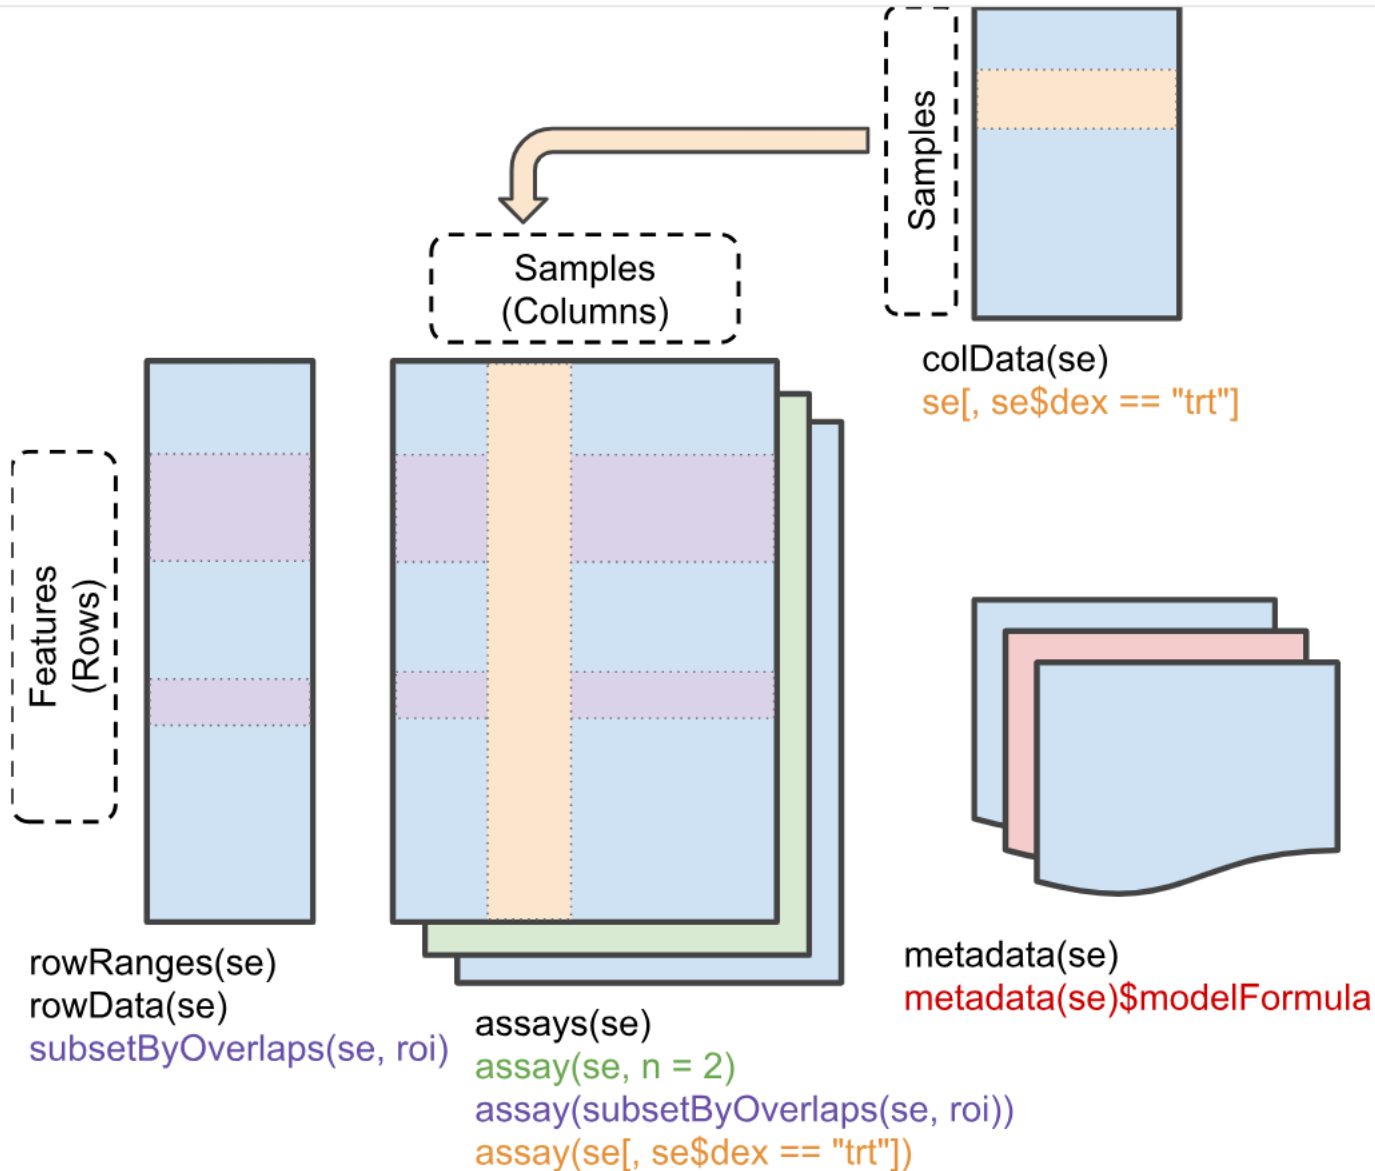 Samples
Samples
(Columns)
colData(se)
se[, se$dex == "trt"]
Features
(Rows)
rowRanges(se)
rowData(se)
subsetByOverlaps(se, roi)
assays(se)
assay(se, n = 2)
assay(subsetByOverlaps(se, roi))
assay(se[, se$dex == "trt"])
metadata(se)
metadata(se)$modelFormula